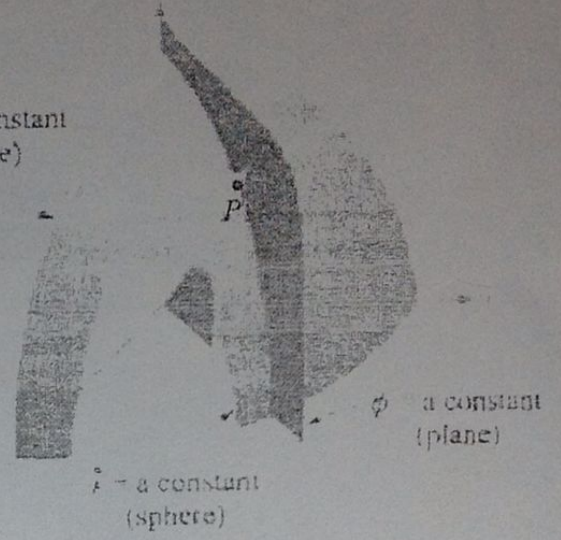 nstant
e)
P
ϕ a constant
(plane)
- a constant
(sphere)